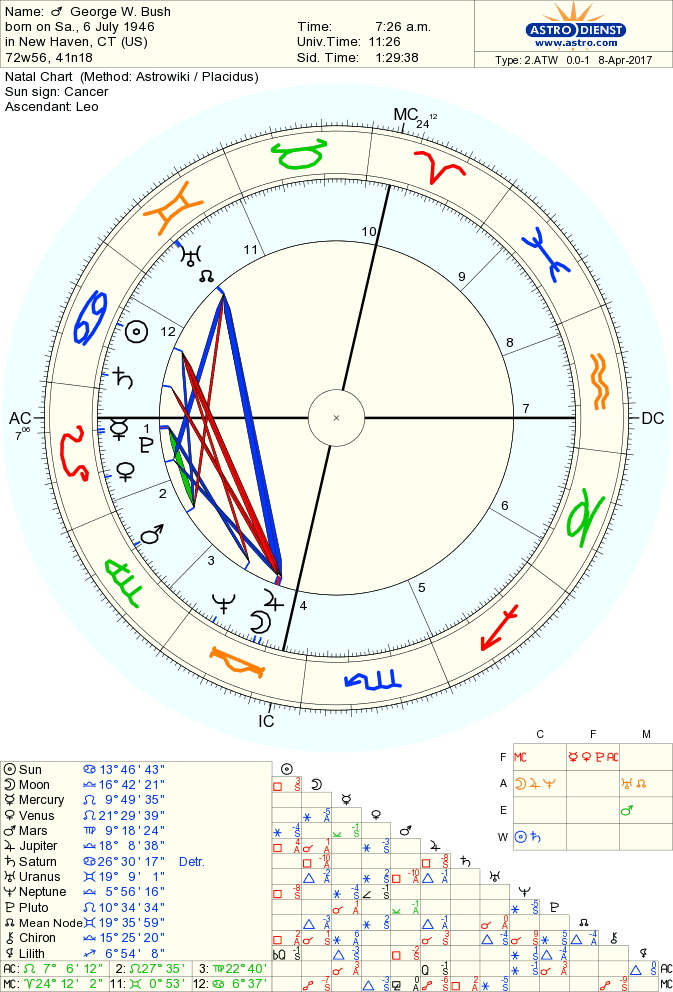 Name: ♂ George W. Bush
born on Sa., 6 July 1946
in New Haven, CT (US)
72w56, 41n18
Time: 7:26 a.m.
Univ.Time: 11:26
Sid. Time: 1:29:38
ASTRO DIENST
www.astro.com
Type: 2.ATW 0.0-1 8-Apr-2017
Natal Chart (Method: Astrowiki / Placidus)
Sun sign: Cancer
Ascendant: Leo
MC 24 12
10
11
9
12
8
AC 7 06
1
7
DC
2
6
3
5
4
IC
C F M
F MC ☿ ♀ ♇ AC
A ☽ ♃ ♆ ♅ ☊
E ♂
W ☉ ♄
☉ Sun ♋ 13° 46' 43"
☽ Moon ♎ 16° 42' 21"
☿ Mercury ♌ 9° 49' 35"
♀ Venus ♌ 21° 29' 39"
♂ Mars ♍ 9° 18' 24"
♃ Jupiter ♎ 18° 8' 38"
♄ Saturn ♋ 26° 30' 17" Detr.
♅ Uranus ♊ 19° 9' 1"
♆ Neptune ♎ 5° 56' 16"
♇ Pluto ♌ 10° 34' 34"
☊ Mean Node ♊ 19° 35' 59"
⚷ Chiron ♎ 15° 25' 20"
⚸ Lilith ♐ 6° 54' 8"
AC: ♌ 7° 6' 12" 2: ♌ 27° 35' 3: ♍ 22° 40'
MC: ♈ 24° 12' 2" 11: ♊ 0° 53' 12: ♋ 6° 37'
AC
MC